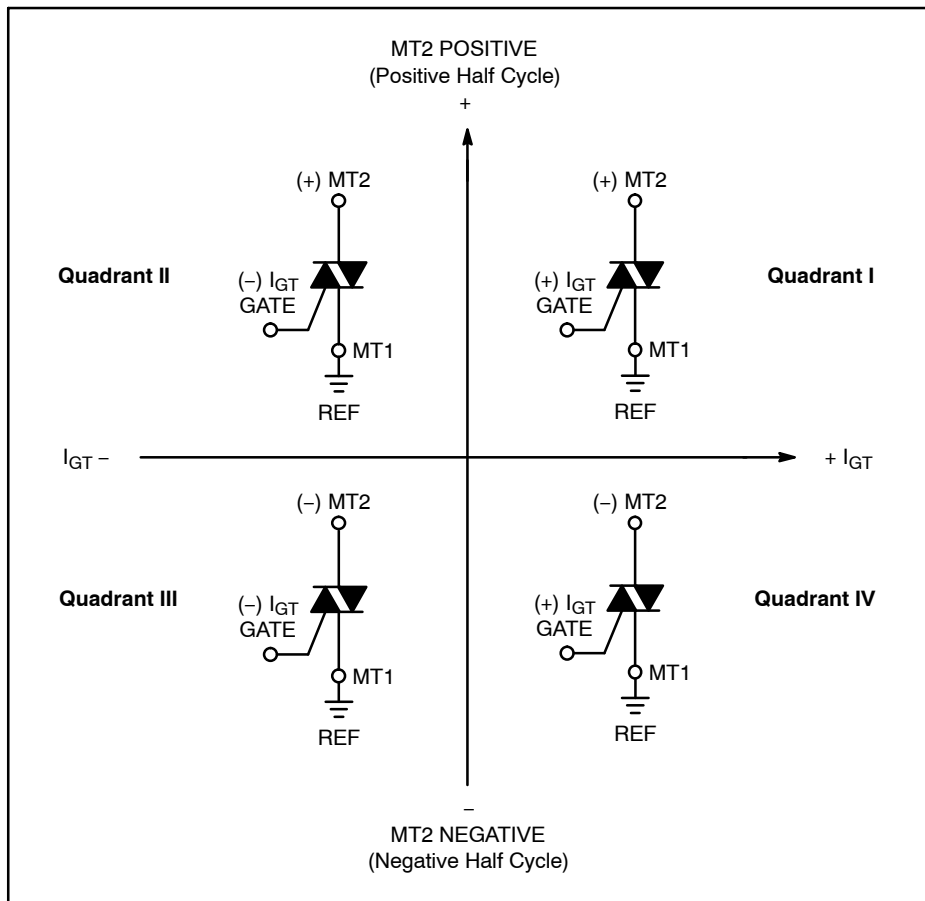 MT2 POSITIVE
(Positive Half Cycle)
+
(+) MT2
(+) MT2
Quadrant II
(−) IGT
GATE
(+) IGT
GATE
Quadrant I
MT1
MT1
REF
REF
IGT −
+ IGT
(−) MT2
(−) MT2
Quadrant III
(−) IGT
GATE
(+) IGT
GATE
Quadrant IV
MT1
MT1
REF
REF
−
MT2 NEGATIVE
(Negative Half Cycle)